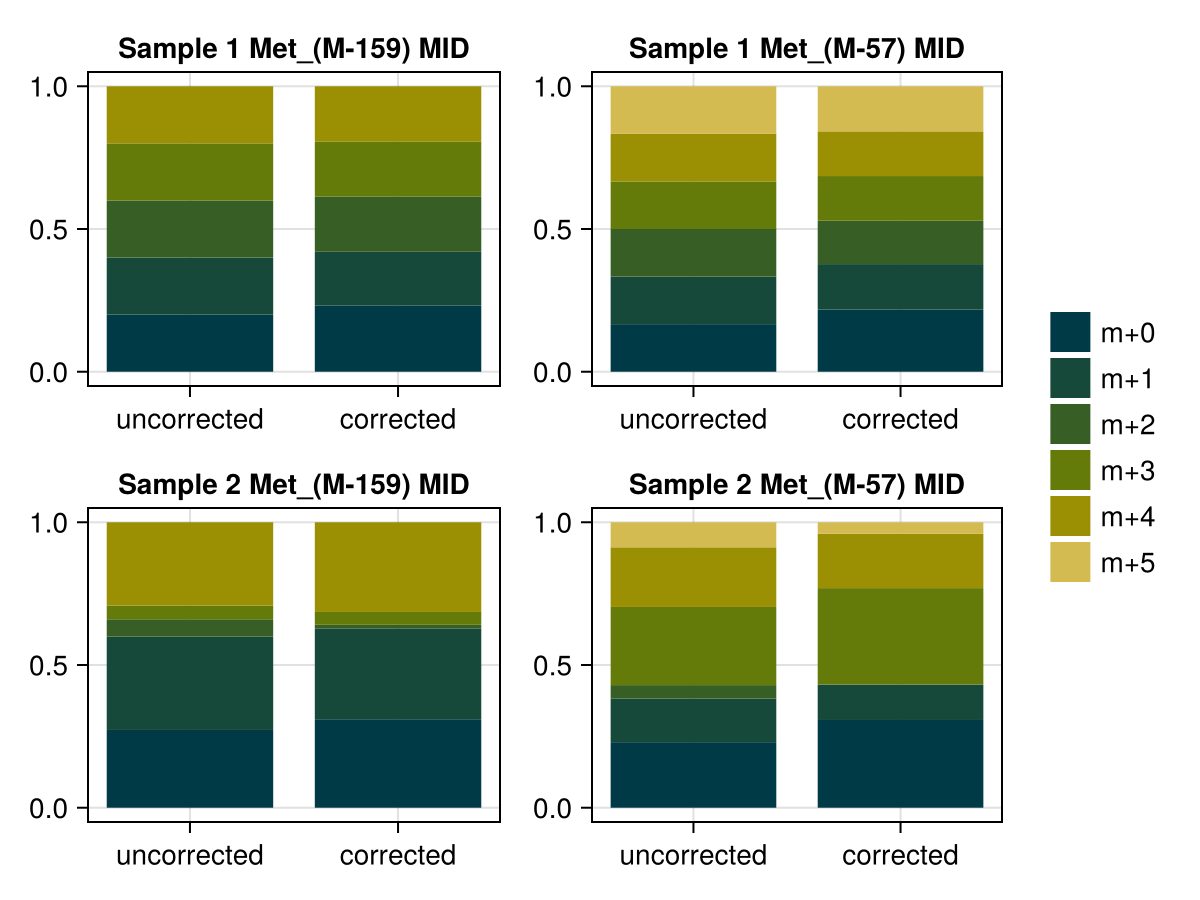 Sample 1 Met_(M-159) MID
1.0
0.5
0.0
uncorrected corrected
Sample 1 Met_(M-57) MID
1.0
0.5
0.0
uncorrected corrected
Sample 2 Met_(M-159) MID
1.0
0.5
0.0
uncorrected corrected
Sample 2 Met_(M-57) MID
1.0
0.5
0.0
uncorrected corrected
m+0
m+1
m+2
m+3
m+4
m+5